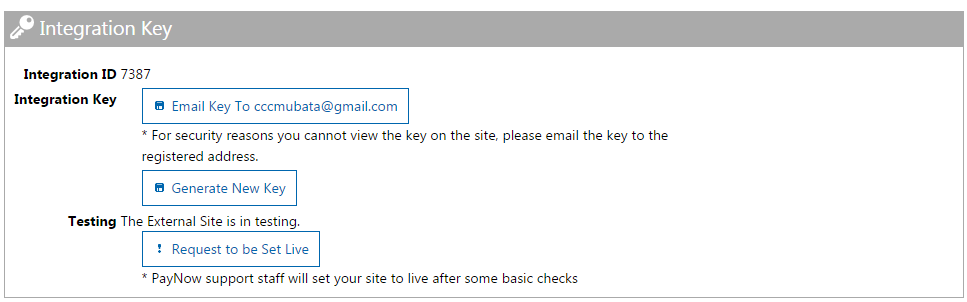 Integration Key
Integration ID 7387
Integration Key
Email Key To cccmubata@gmail.com
* For security reasons you cannot view the key on the site, please email the key to the
registered address.
Generate New Key
Testing The External Site is in testing.
Request to be Set Live
* PayNow support staff will set your site to live after some basic checks